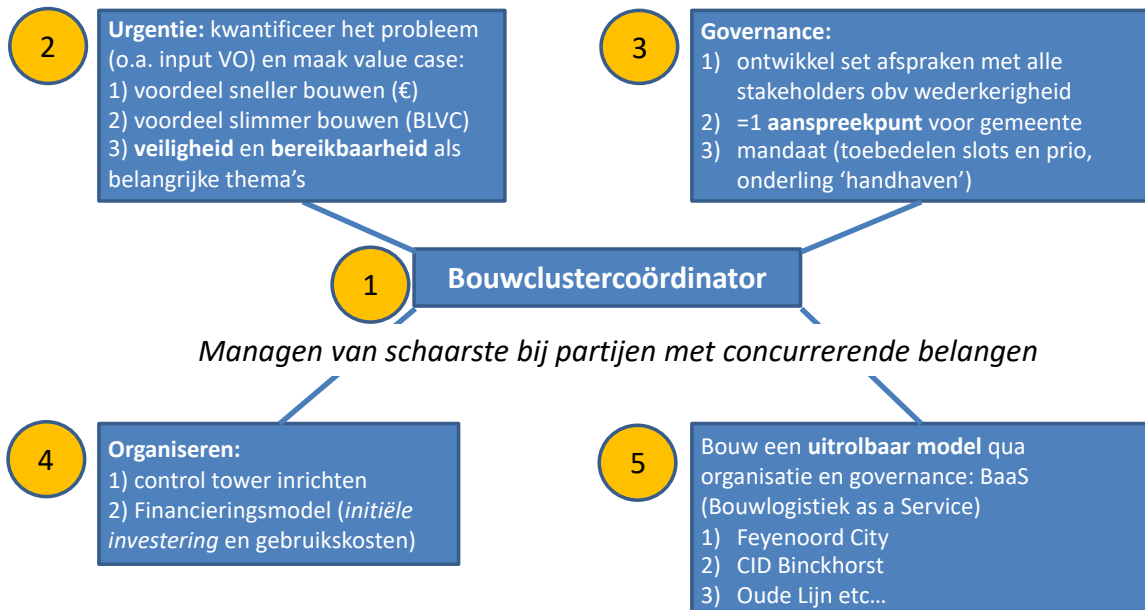 2
Urgentie: kwantificeer het probleem
(o.a. input VO) en maak value case:
1) voordeel sneller bouwen (€)
2) voordeel slimmer bouwen (BLVC)
3) veiligheid en bereikbaarheid als
belangrijke thema’s
3
Governance:
1) ontwikkel set afspraken met alle
stakeholders obv wederkerigheid
2) =1 aanspreekpunt voor gemeente
3) mandaat (toebedelen slots en prio,
onderling ‘handhaven’)
1
Bouwclustercoördinator
Managen van schaarste bij partijen met concurrerende belangen
4
Organiseren:
1) control tower inrichten
2) Financieringsmodel (initiële
investering en gebruikskosten)
5
Bouw een uitrolbaar model qua
organisatie en governance: BaaS
(Bouwlogistiek as a Service)
1) Feyenoord City
2) CID Binckhorst
3) Oude Lijn etc…